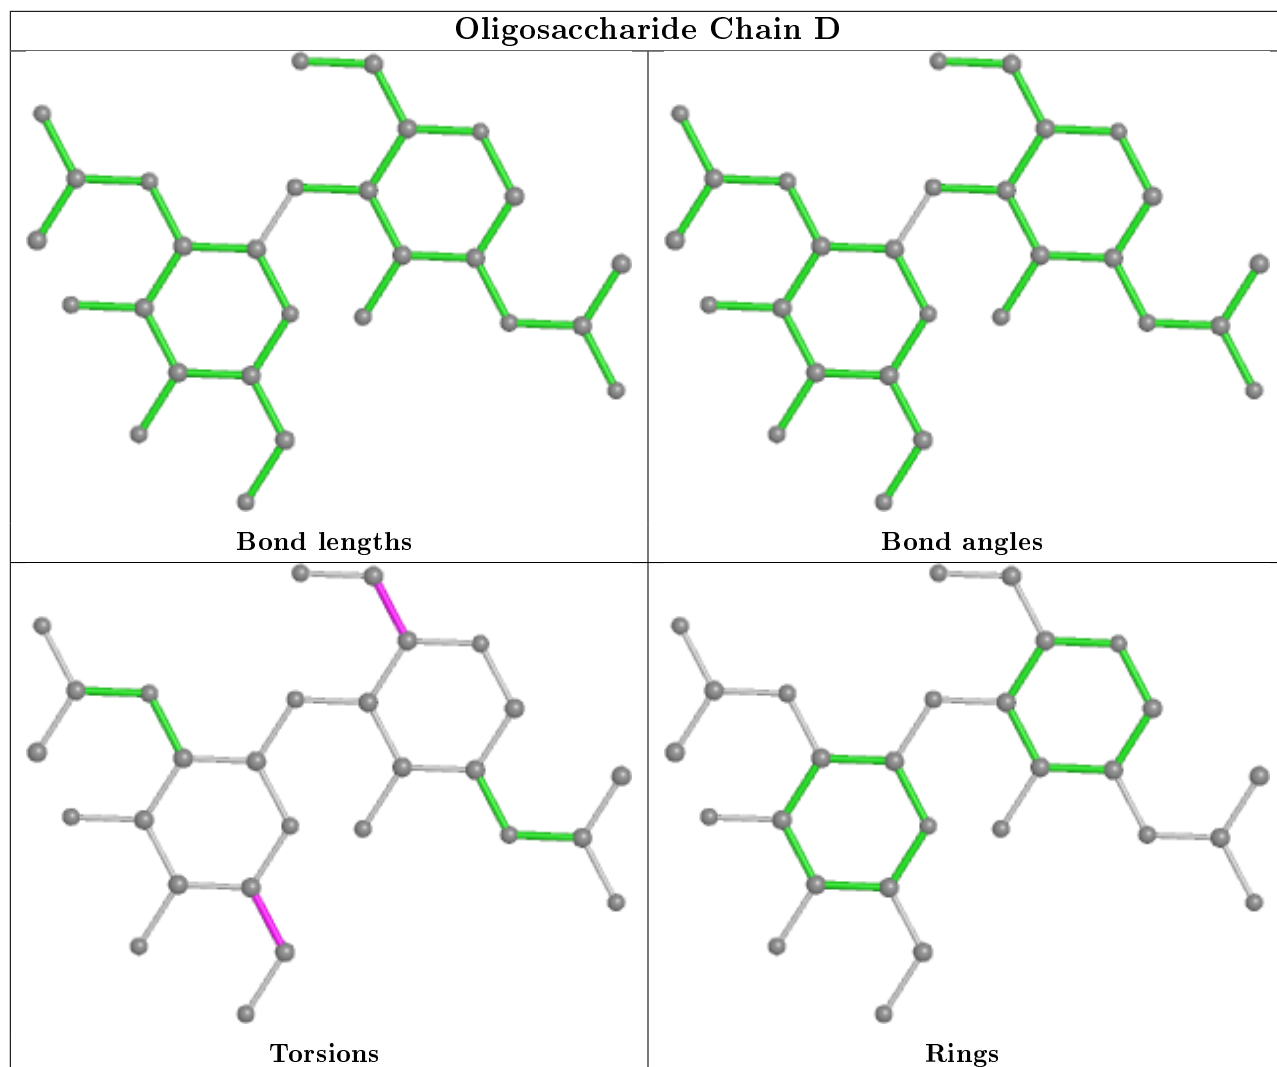 Oligosaccharide Chain D
Bond lengths
Bond angles
Torsions
Rings